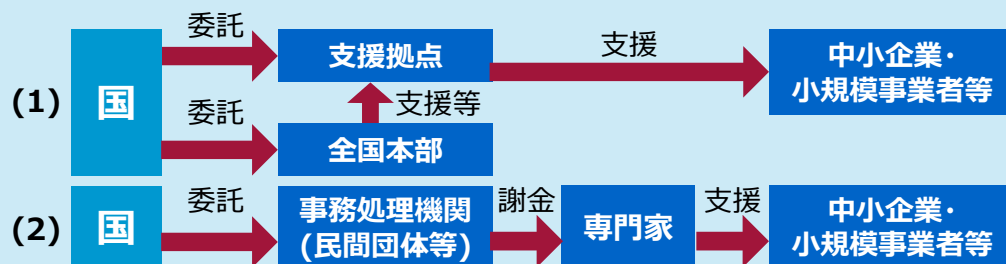 委託
支援拠点
支援
中小企業・
小規模事業者等
(1)
国
支援等
委託
全国本部
(2)
国
委託
事務処理機関
(民間団体等)
謝金
専門家
支援
中小企業・
小規模事業者等